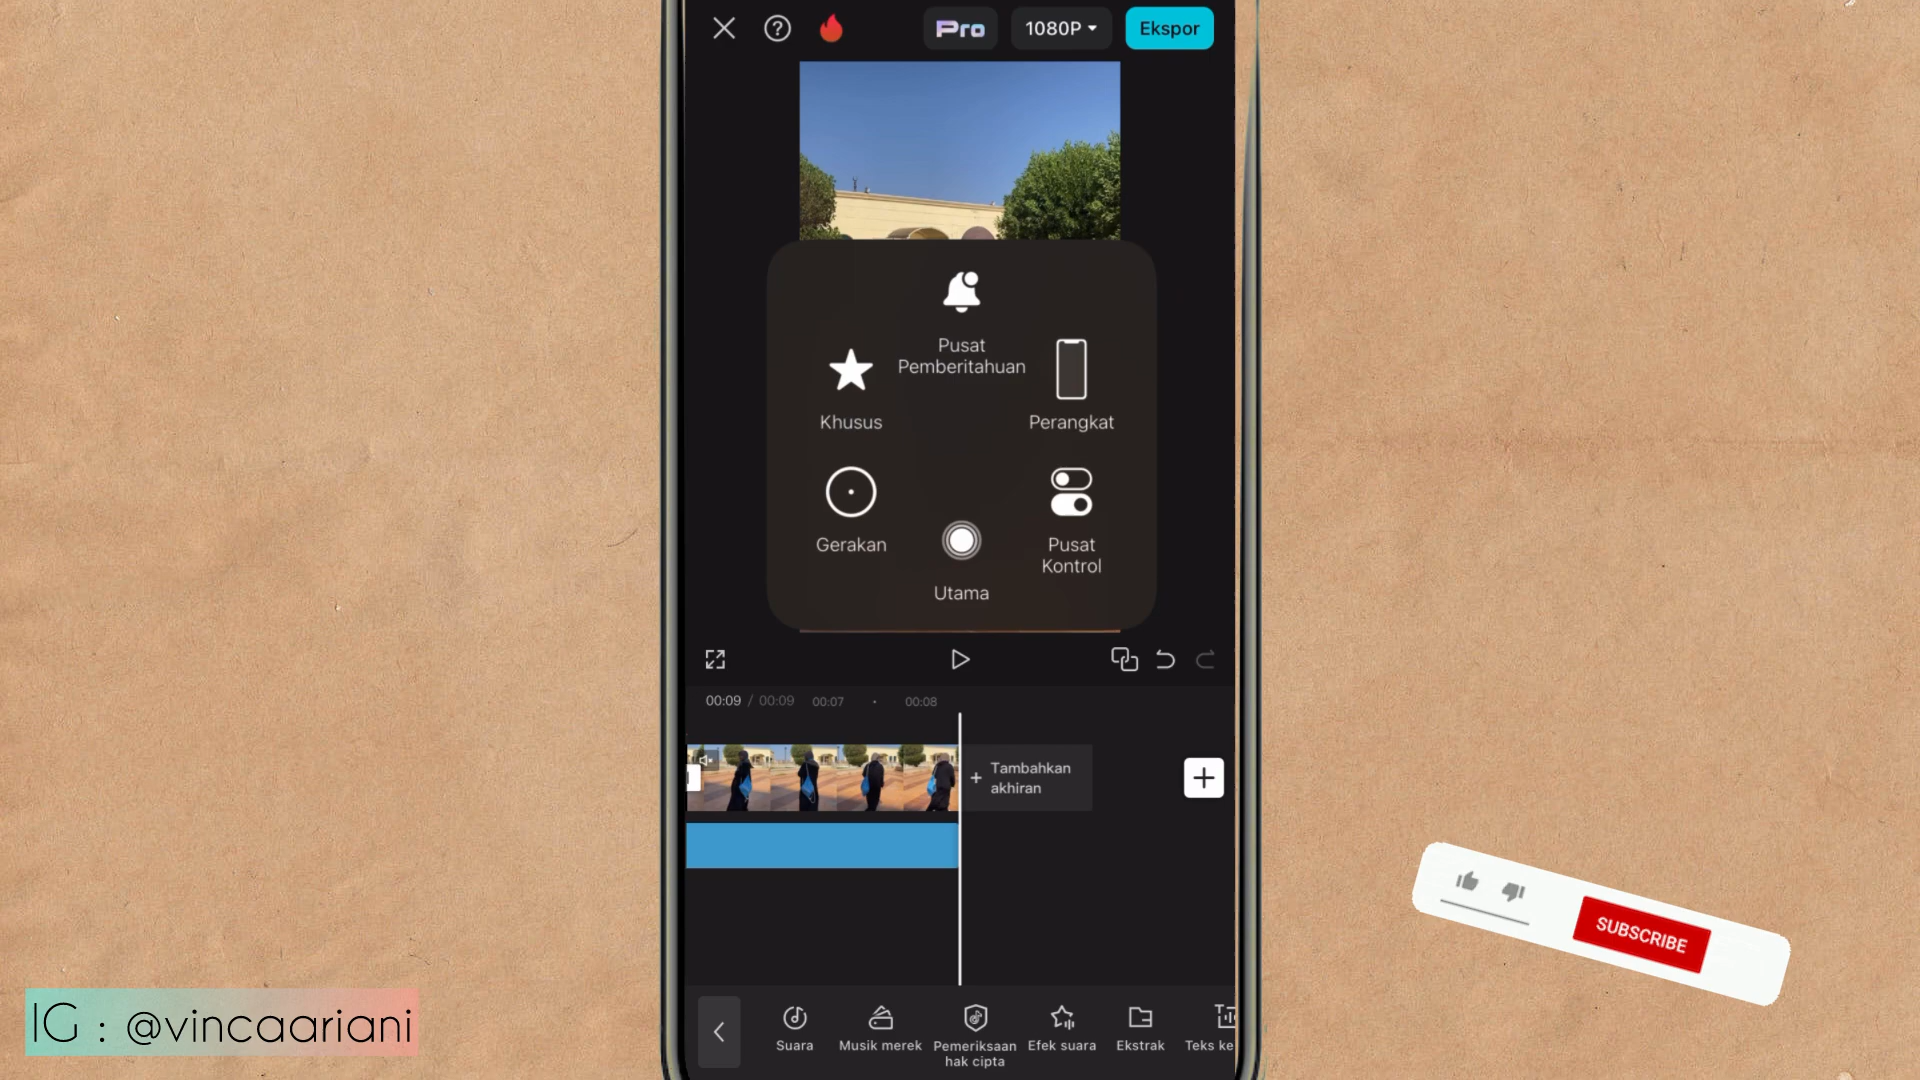 Pro
1080P
Ekspor
Pusat
Pemberitahuan
Khusus
Perangkat
Gerakan
Pusat
Kontrol
Utama
00:09 / 00:09
00:07
00:08
Tambahkan
akhiran
SUBSCRIBE
Suara
Musik merek
Pemeriksaan
hak cipta
Efek suara
Ekstrak
Teks ke
IG : @vincaariani